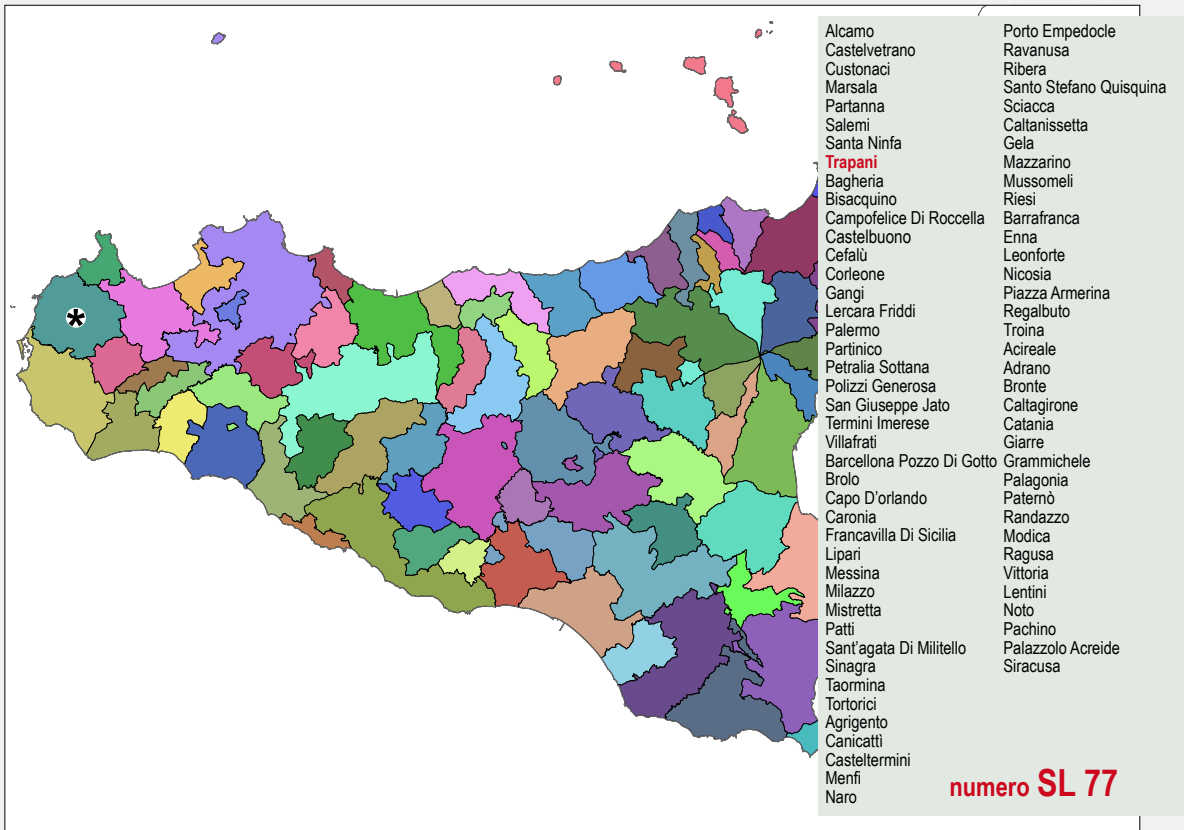 Alcamo
Castelvetrano
Custonaci
Marsala
Partanna
Salemi
Santa Ninfa
Trapani
Bagheria
Bisacquino
Campofelice Di Roccella
Castelbuono
Cefalù
Corleone
Gangi
Lercara Friddi
Palermo
Partinico
Petralia Sottana
Polizzi Generosa
San Giuseppe Jato
Termini Imerese
Villafrati
Barcellona Pozzo Di Gotto
Brolo
Capo D'orlando
Caronia
Francavilla Di Sicilia
Lipari
Messina
Milazzo
Mistretta
Patti
Sant'agata Di Militello
Sinagra
Taormina
Tortorici
Agrigento
Canicattì
Casteltermini
Menfi
Naro
Porto Empedocle
Ravanusa
Ribera
Santo Stefano Quisquina
Sciacca
Caltanissetta
Gela
Mazzarino
Mussomeli
Riesi
Barrafranca
Enna
Leonforte
Nicosia
Piazza Armerina
Regalbuto
Troina
Acireale
Adrano
Bronte
Caltagirone
Catania
Giarre
Grammichele
Palagonia
Paternò
Randazzo
Modica
Ragusa
Vittoria
Lentini
Noto
Pachino
Palazzolo Acreide
Siracusa
numero SL 77
*